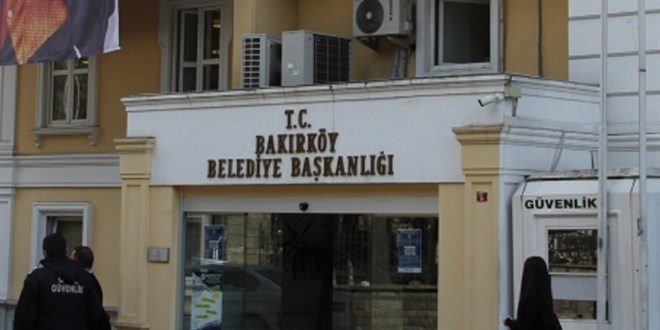 T.C.
BAKIRKÖY
BELEDİYE BAŞKANLIĞI
GÜVENLİK
GÜVENLİK